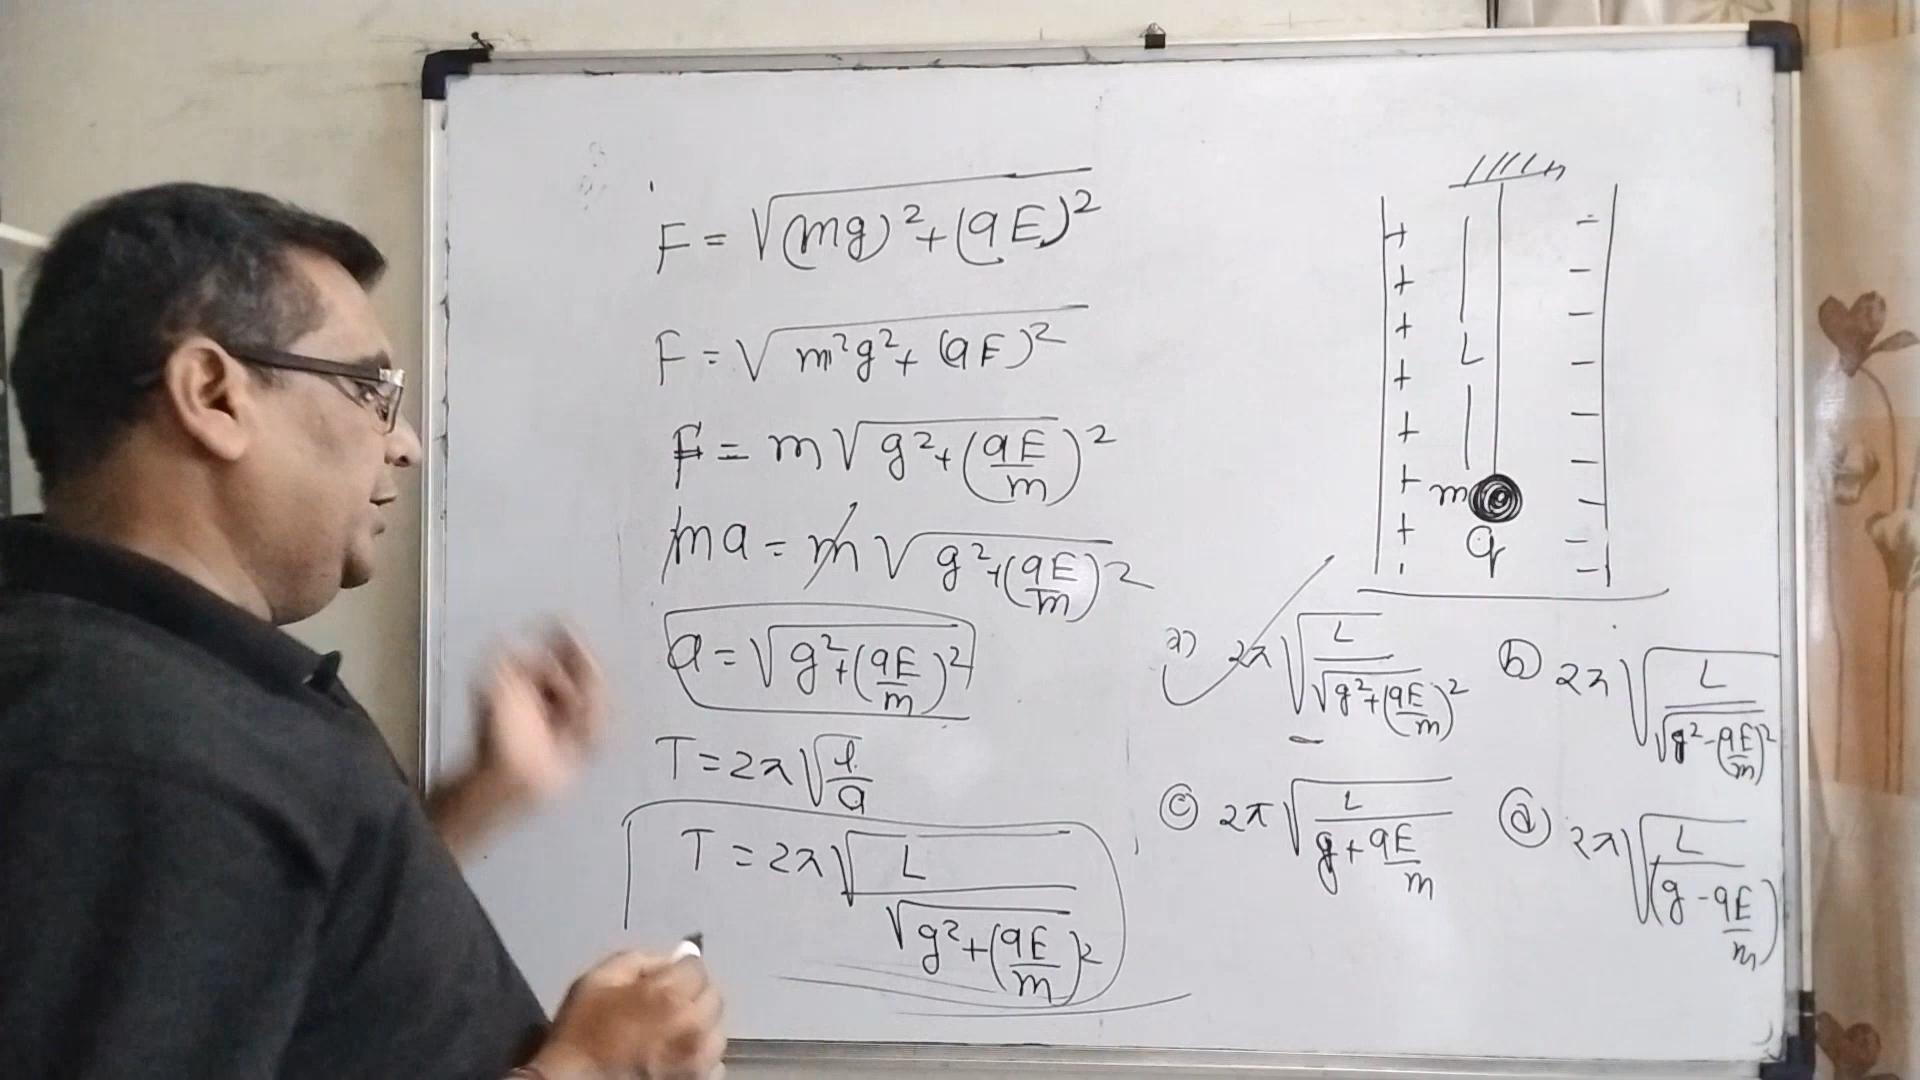 F = √(mg)² + (qE)²
F = √m²g² + (qE)²
F = m√g² + (qE/m)²
ma = m√g² + (qE/m)²
a = √g² + (qE/m)²
T = 2π√l/a
T = 2π√L/√g² + (qE/m)²
+ + + + + + +
L
m
q
− − − − − − − −
a) 2π√L/√g² + (qE/m)²
(b) 2π√L/√g² - (qE/m)²
(c) 2π√L/g + qE/m
(d) 2π√L/(g - qE/m)